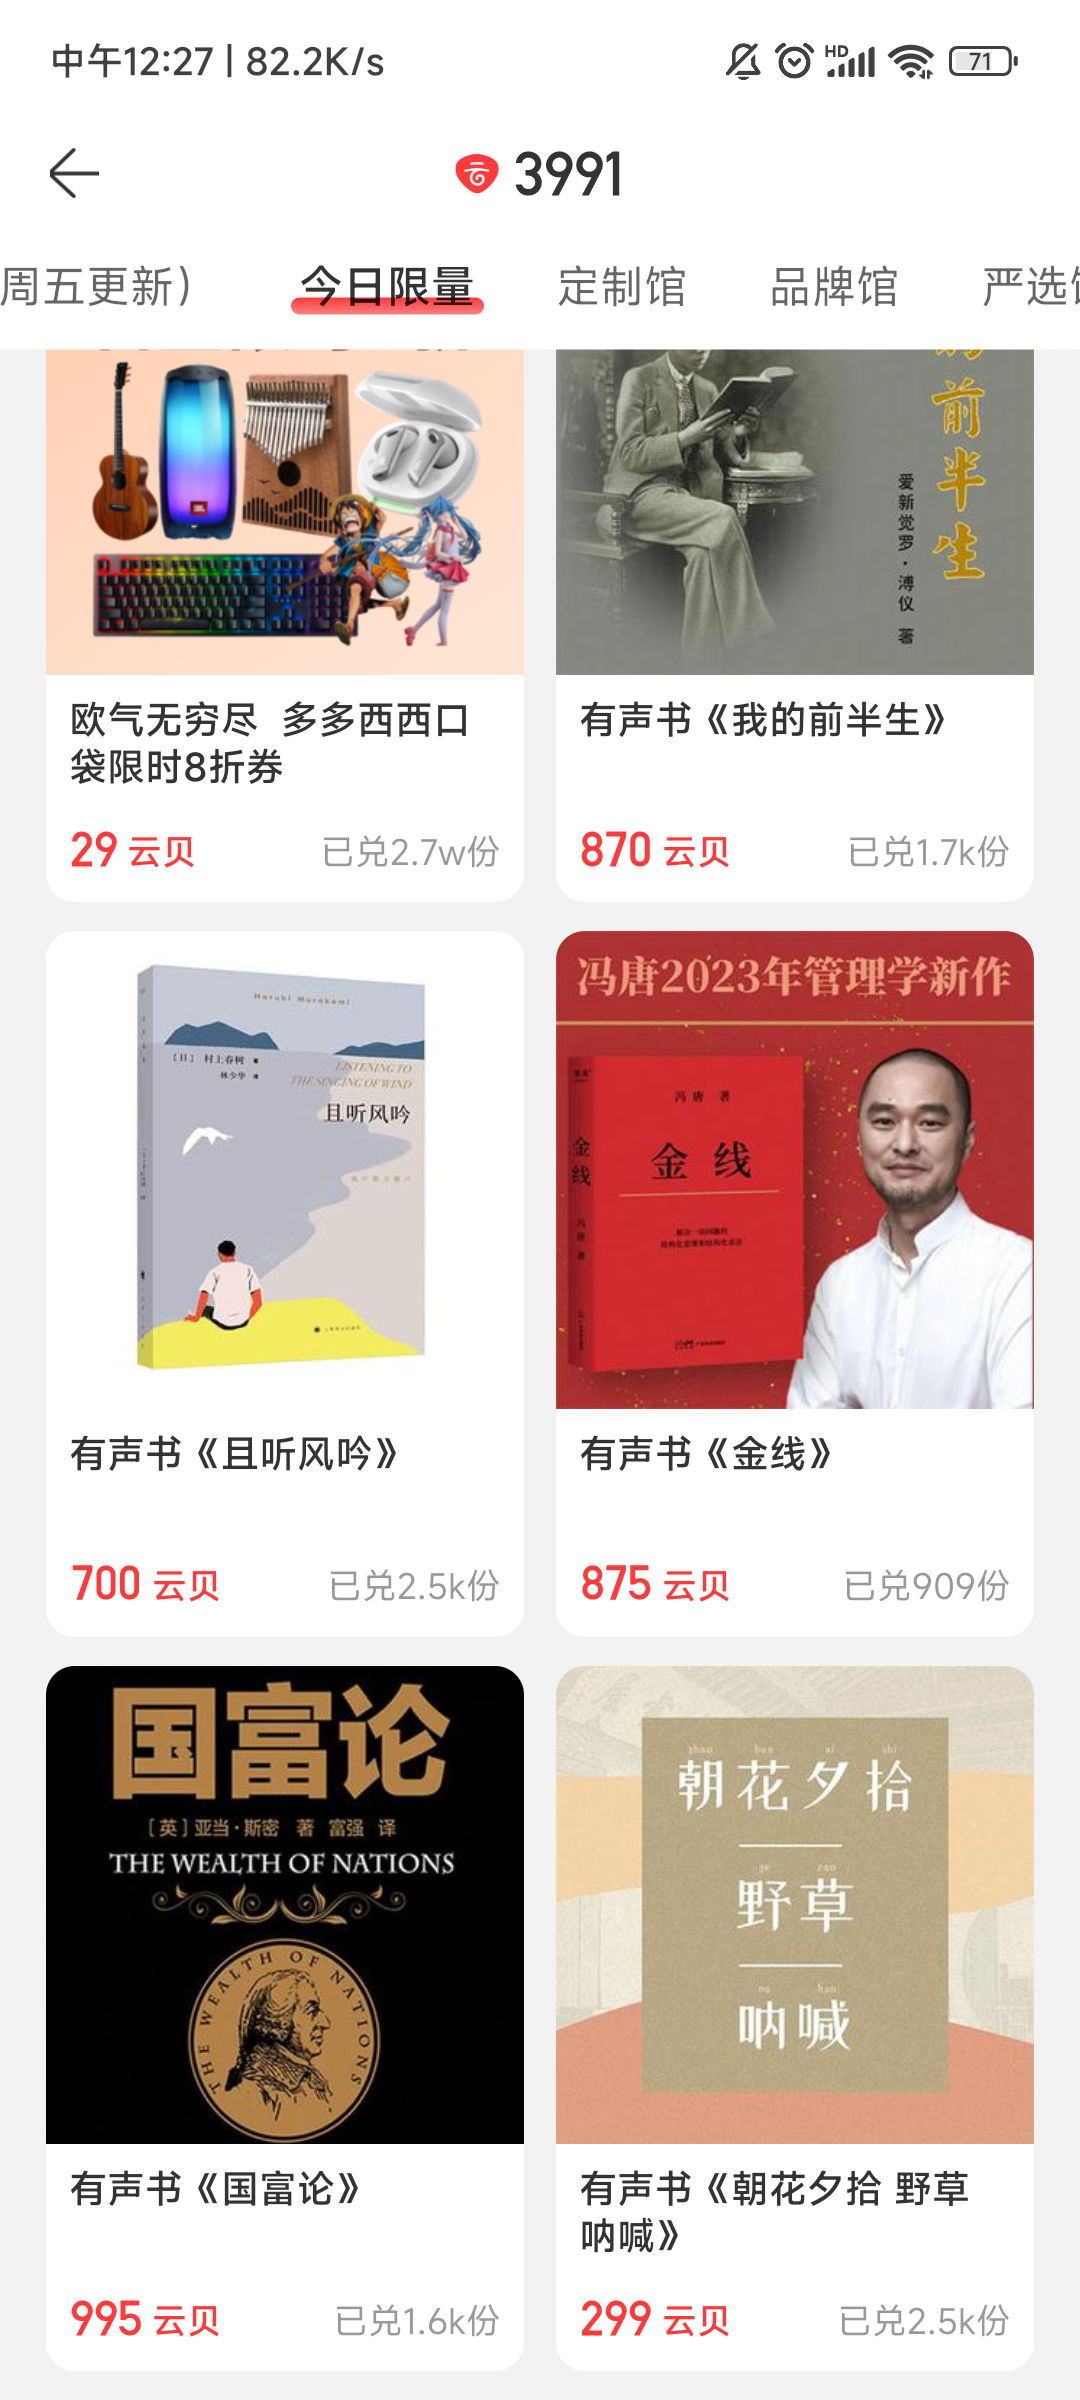 中午12:27 | 82.2K/s
HD
71
3991
周五更新)
今日限量
定制馆
品牌馆
严选
JBL
前半生
爱新觉罗·溥仪 著
欧气无穷尽 多多西西口
袋限时8折券
29 云贝
已兑2.7w份
有声书《我的前半生》
870 云贝
已兑1.7k份
Haruki Murakami
[日] 村上春树 著
林少华 译
LISTENING TO
THE SINGING OF WIND
且听风吟
有声书《且听风吟》
700 云贝
已兑2.5k份
冯唐2023年管理学新作
冯唐 著
金线
金线
冯唐 著
有声书《金线》
875 云贝
已兑909份
国富论
[英]亚当·斯密 著 富强 译
THE WEALTH OF NATIONS
THE WEALTH OF NATIONS
有声书《国富论》
995 云贝
已兑1.6k份
zhao hua xi shi
朝花夕拾
ye cao
野草
na han
呐喊
有声书《朝花夕拾 野草
呐喊》
299 云贝
已兑2.5k份